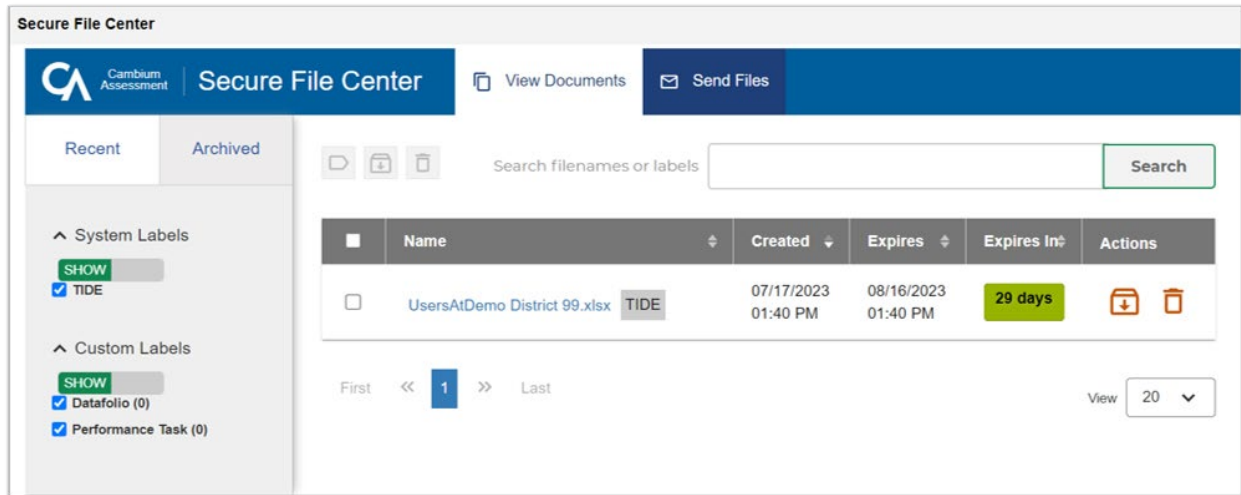 Secure File Center
CA Cambium Assessment Secure File Center View Documents Send Files
Recent Archived
Search filenames or labels Search
System Labels
SHOW
TIDE
Custom Labels
SHOW
Datafolio (0)
Performance Task (0)
Name Created Expires Expires In Actions
UsersAtDemo District 99.xlsx TIDE 07/17/2023 01:40 PM 08/16/2023 01:40 PM 29 days
First « 1 » Last
View 20